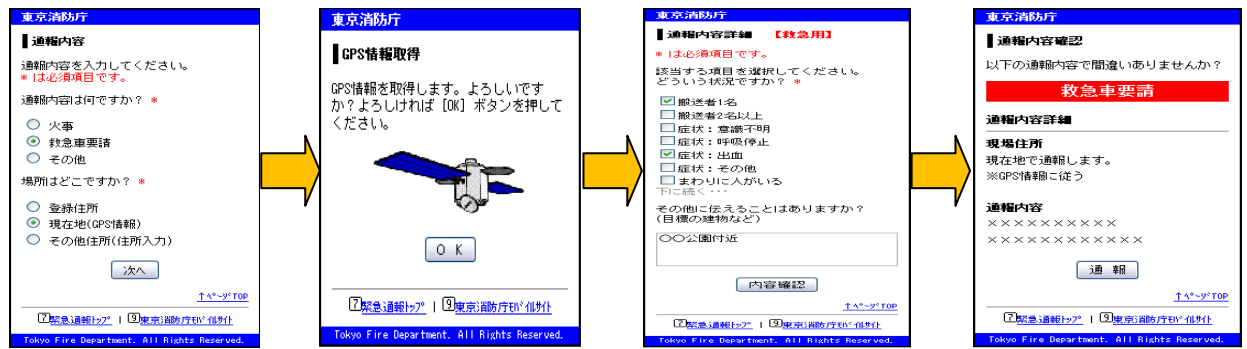 東京消防庁
通報内容
通報内容を入力してください。
* は必須項目です。
通報内容は何ですか? *
火事
救急車要請
その他
場所はどこですか? *
登録住所
現在地(GPS情報)
その他住所(住所入力)
次へ
↑ページTOP
7緊急通報トップ | 9東京消防庁モバイルサイト
Tokyo Fire Department. All Rights Reserved.
東京消防庁
GPS情報取得
GPS情報を取得します。よろしいです
か?よろしければ [OK] ボタンを押して
ください。
O K
7緊急通報トップ | 9東京消防庁モバイルサイト
Tokyo Fire Department. All Rights Reserved.
東京消防庁
通報内容詳細 【救急用】
* は必須項目です。
該当する項目を選択してください。
どういう状況ですか? *
搬送者1名
搬送者2名以上
症状:意識不明
症状:呼吸停止
症状:出血
症状:その他
まわりに人がいる
下に続く・・・
その他に伝えることはありますか?
(目標の建物など)
○○公園付近
内容確認
↑ページTOP
7緊急通報トップ | 9東京消防庁モバイルサイト
Tokyo Fire Department. All Rights Reserved.
東京消防庁
通報内容確認
以下の通報内容で間違いありませんか?
救急車要請
通報内容詳細
現場住所
現在地で通報します。
※GPS情報に従う
通報内容
××××××××××
××××××××××××
通 報
↑ページTOP
7緊急通報トップ | 9東京消防庁モバイルサイト
Tokyo Fire Department. All Rights Reserved.